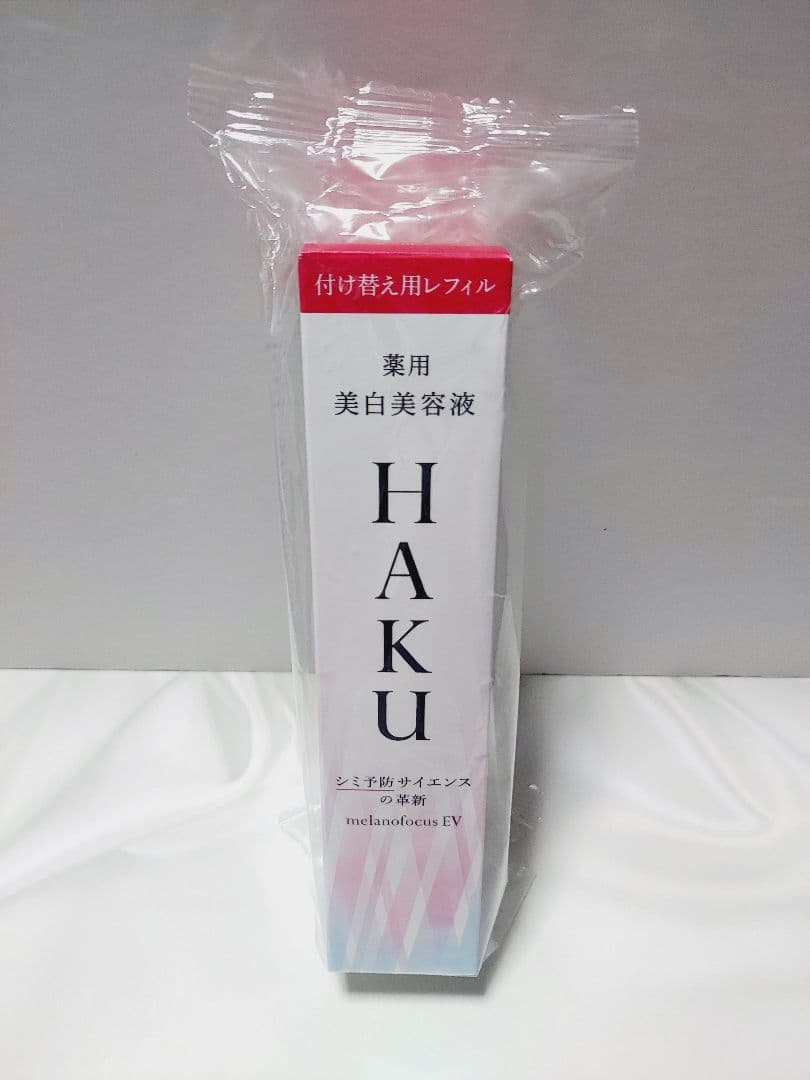 付け替え用レフィル
薬用
美白美容液
HAKU
シミ予防サイエンス
の革新
melanofocus EV